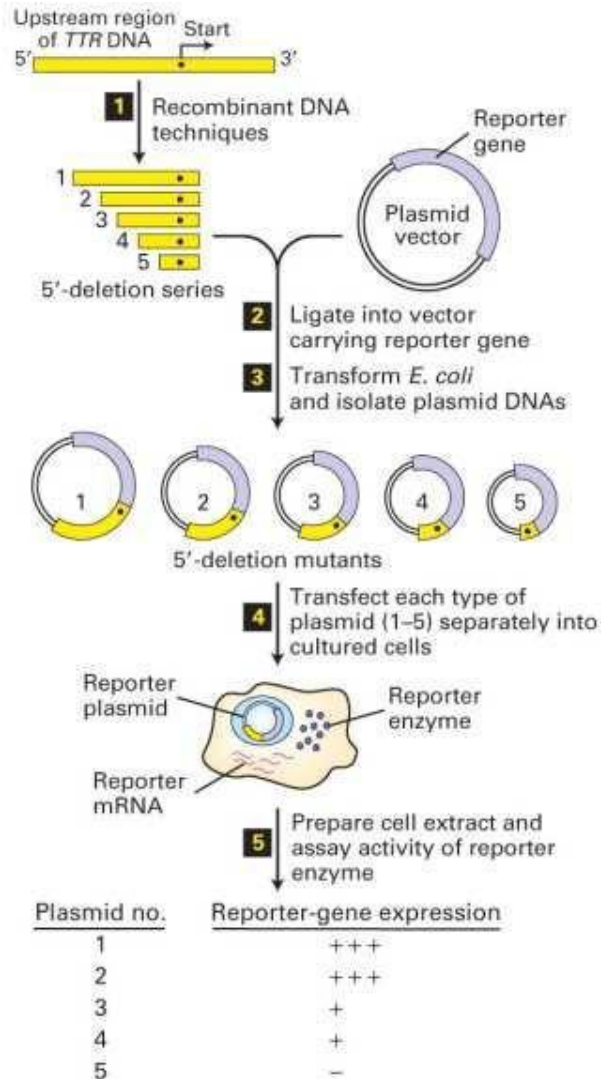 Upstream region
of TTR DNA
Start
5′
3′
1 Recombinant DNA
techniques
Reporter
gene
Plasmid
vector
1
2
3
4
5
5′-deletion series
2 Ligate into vector
carrying reporter gene
3 Transform E. coli
and isolate plasmid DNAs
1 2 3 4 5
5′-deletion mutants
4 Transfect each type of
plasmid (1–5) separately into
cultured cells
Reporter
plasmid
Reporter
enzyme
Reporter
mRNA
5 Prepare cell extract and
assay activity of reporter
enzyme
Plasmid no. Reporter-gene expression
1 +++
2 +++
3 +
4 +
5 −